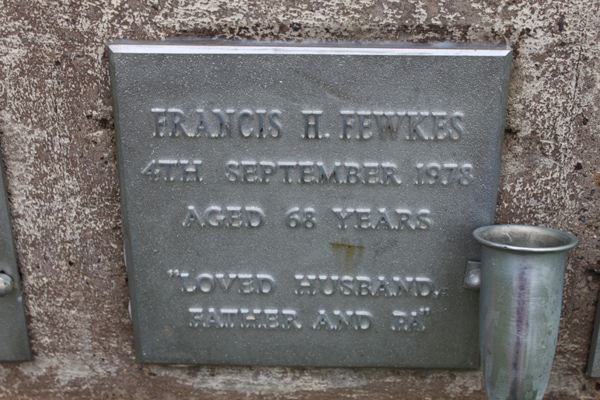 FRANCIS H. FEWKES
4TH SEPTEMBER 1978
AGED 68 YEARS
"LOVED HUSBAND,
FATHER AND PA"